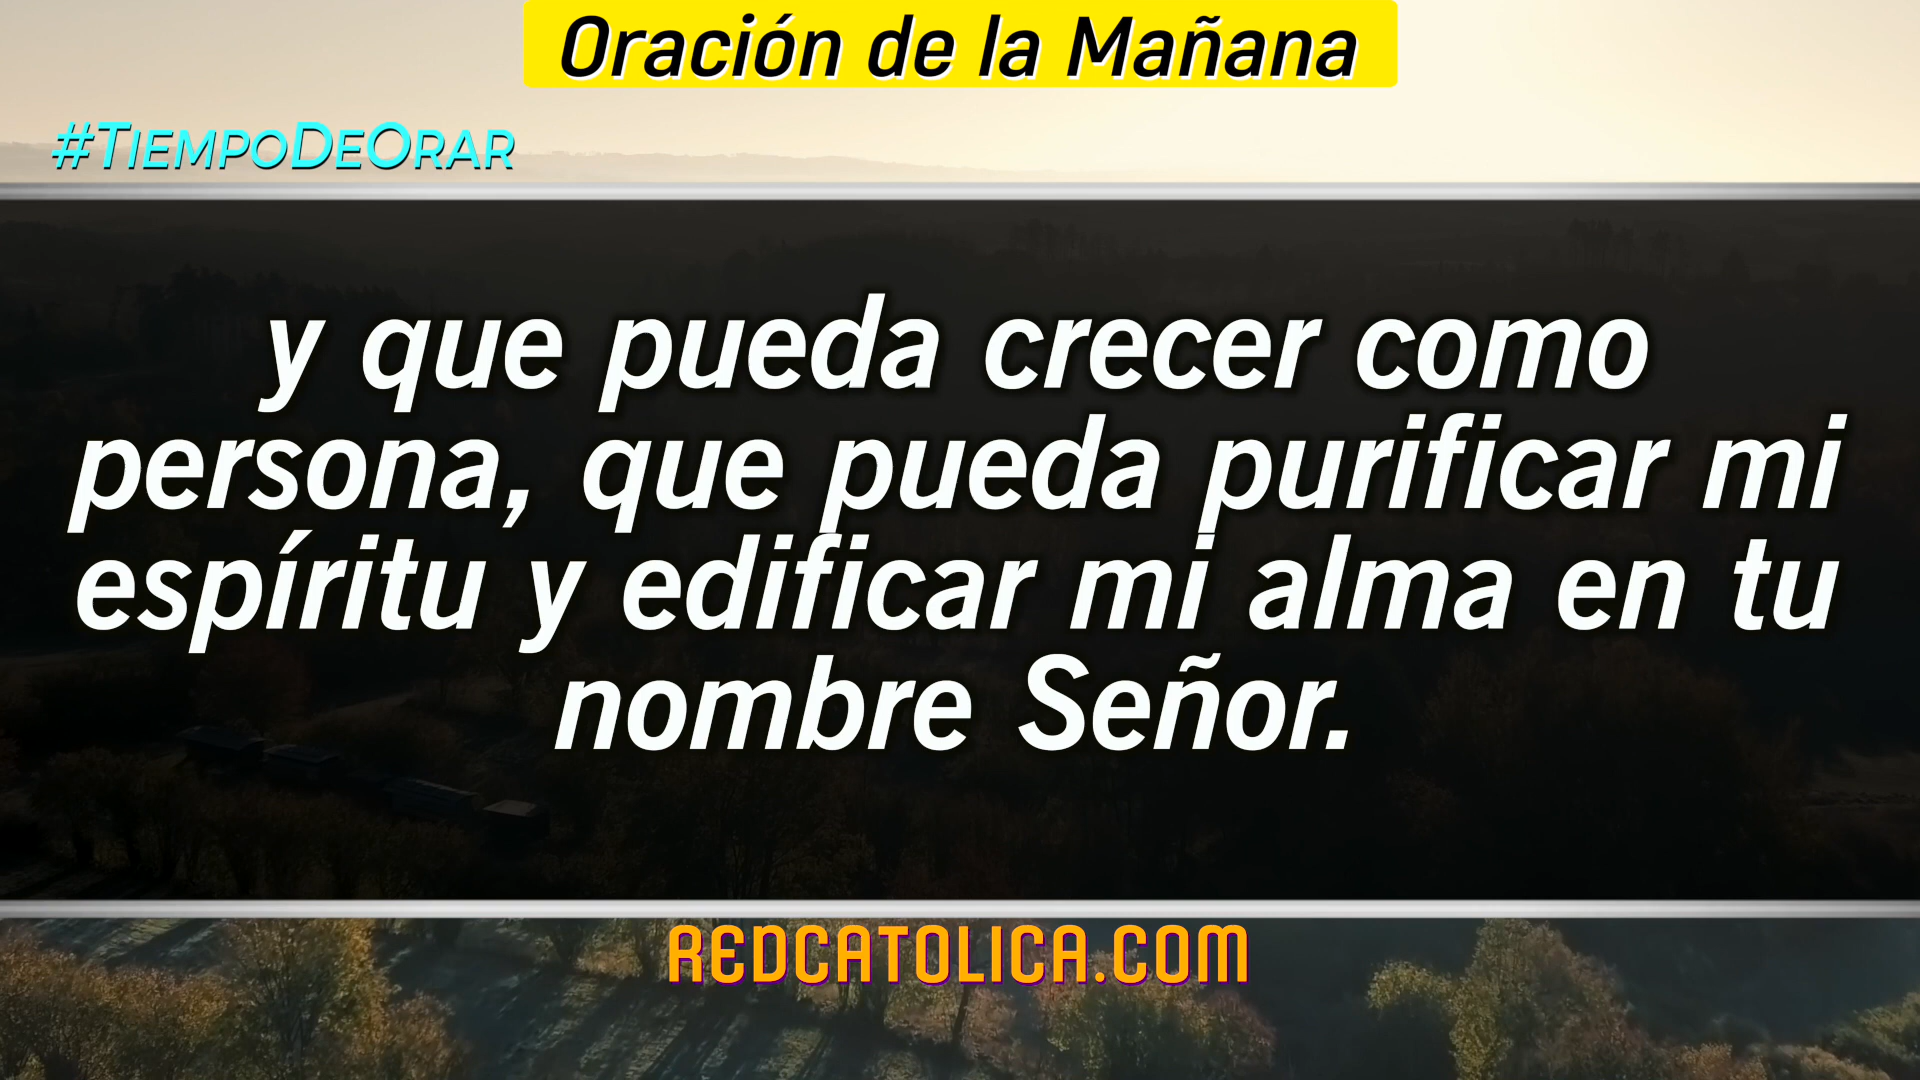 Oración de la Mañana
#TiempoDeOrar
y que pueda crecer como
persona, que pueda purificar mi
espíritu y edificar mi alma en tu
nombre Señor.
REDCATOLICA.COM